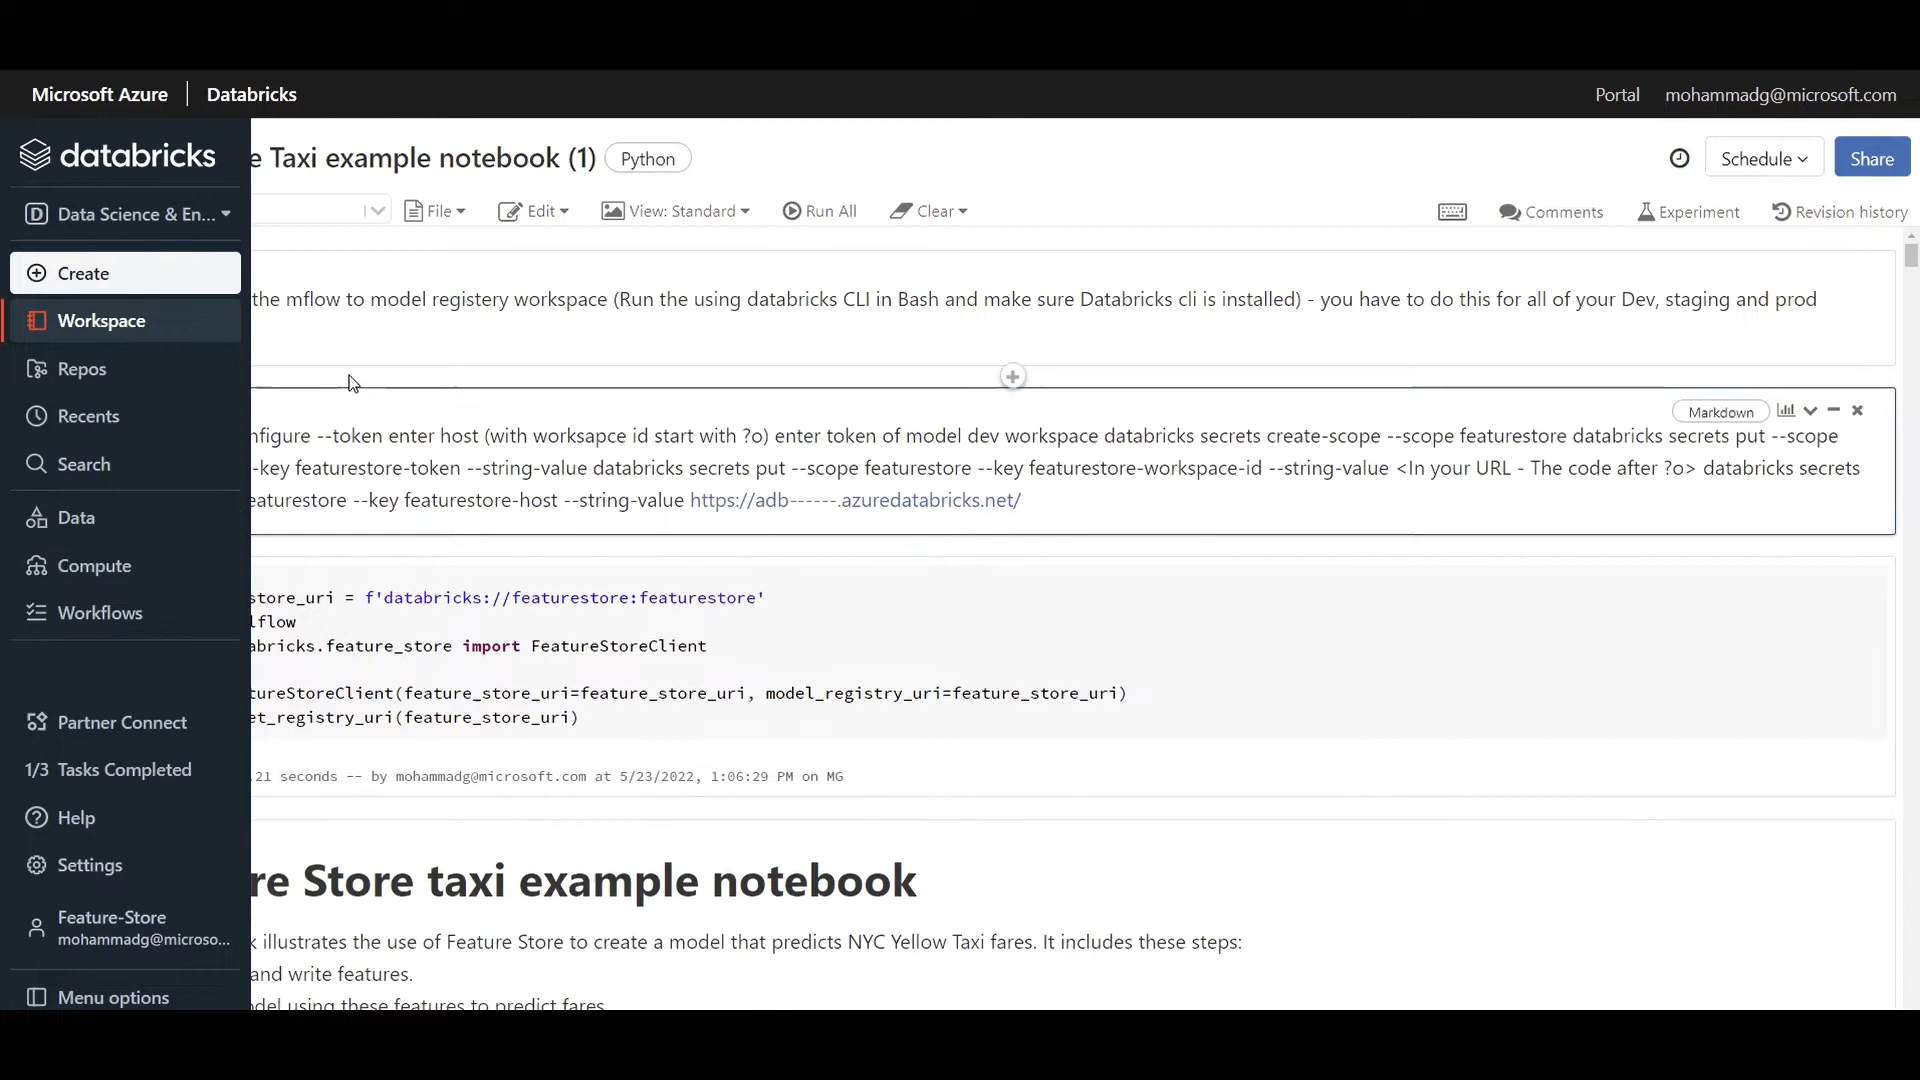 Microsoft Azure | Databricks
Portal mohammadg@microsoft.com
databricks
e Taxi example notebook (1) Python
Schedule Share
D Data Science & En...
File Edit View: Standard Run All Clear
Comments Experiment Revision history
Create
Workspace
Repos
Recents
Search
Data
Compute
Workflows
Partner Connect
1/3 Tasks Completed
Help
Settings
Feature-Store
mohammadg@microso...
Menu options
the mflow to model registery workspace (Run the using databricks CLI in Bash and make sure Databricks cli is installed) - you have to do this for all of your Dev, staging and prod
Markdown
nfigure --token enter host (with worksapce id start with ?o) enter token of model dev workspace databricks secrets create-scope --scope featurestore databricks secrets put --scope
-key featurestore-token --string-value databricks secrets put --scope featurestore --key featurestore-workspace-id --string-value <In your URL - The code after ?o> databricks secrets
eaturestore --key featurestore-host --string-value https://adb------.azuredatabricks.net/
store_uri = f'databricks://featurestore:featurestore'
lflow
abricks.feature_store import FeatureStoreClient
tureStoreClient(feature_store_uri=feature_store_uri, model_registry_uri=feature_store_uri)
et_registry_uri(feature_store_uri)
.21 seconds -- by mohammadg@microsoft.com at 5/23/2022, 1:06:29 PM on MG
re Store taxi example notebook
k illustrates the use of Feature Store to create a model that predicts NYC Yellow Taxi fares. It includes these steps:
and write features.
odel using these features to predict fares